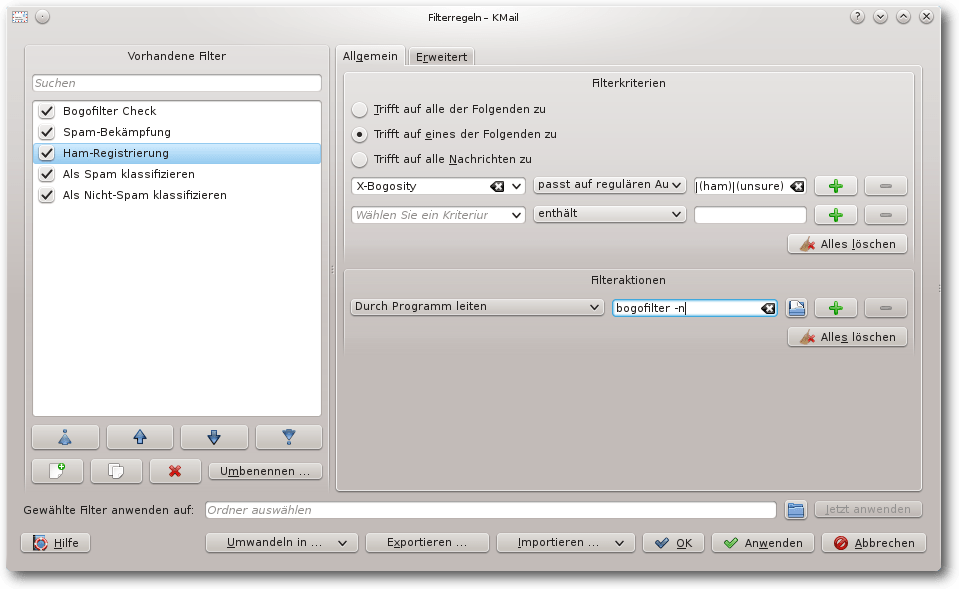 Filterregeln – KMail
Vorhandene Filter
Suchen
Bogofilter Check
Spam-Bekämpfung
Ham-Registrierung
Als Spam klassifizieren
Als Nicht-Spam klassifizieren
Umbenennen ...
Allgemein
Erweitert
Filterkriterien
Trifft auf alle der Folgenden zu
Trifft auf eines der Folgenden zu
Trifft auf alle Nachrichten zu
X-Bogosity
passt auf regulären Au
|(ham)|(unsure)
Wählen Sie ein Kriteriur
enthält
Alles löschen
Filteraktionen
Durch Programm leiten
bogofilter -n
Alles löschen
Gewählte Filter anwenden auf:
Ordner auswählen
Jetzt anwenden
Hilfe
Umwandeln in ...
Exportieren ...
Importieren ...
OK
Anwenden
Abbrechen